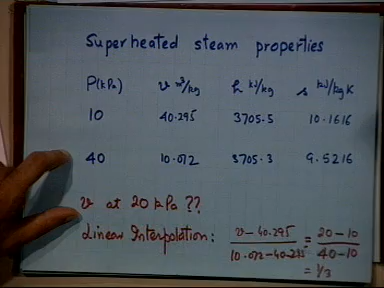 Superheated steam properties
P(kPa) v m³/kg h kJ/kg s kJ/kg K
10 40.295 3705.5 10.1616
40 10.072 3705.3 9.5216
v at 20 kPa ??
Linear Interpolation: (v - 40.295)/(10.072 - 40.295) = (20 - 10)/(40 - 10)
= 1/3